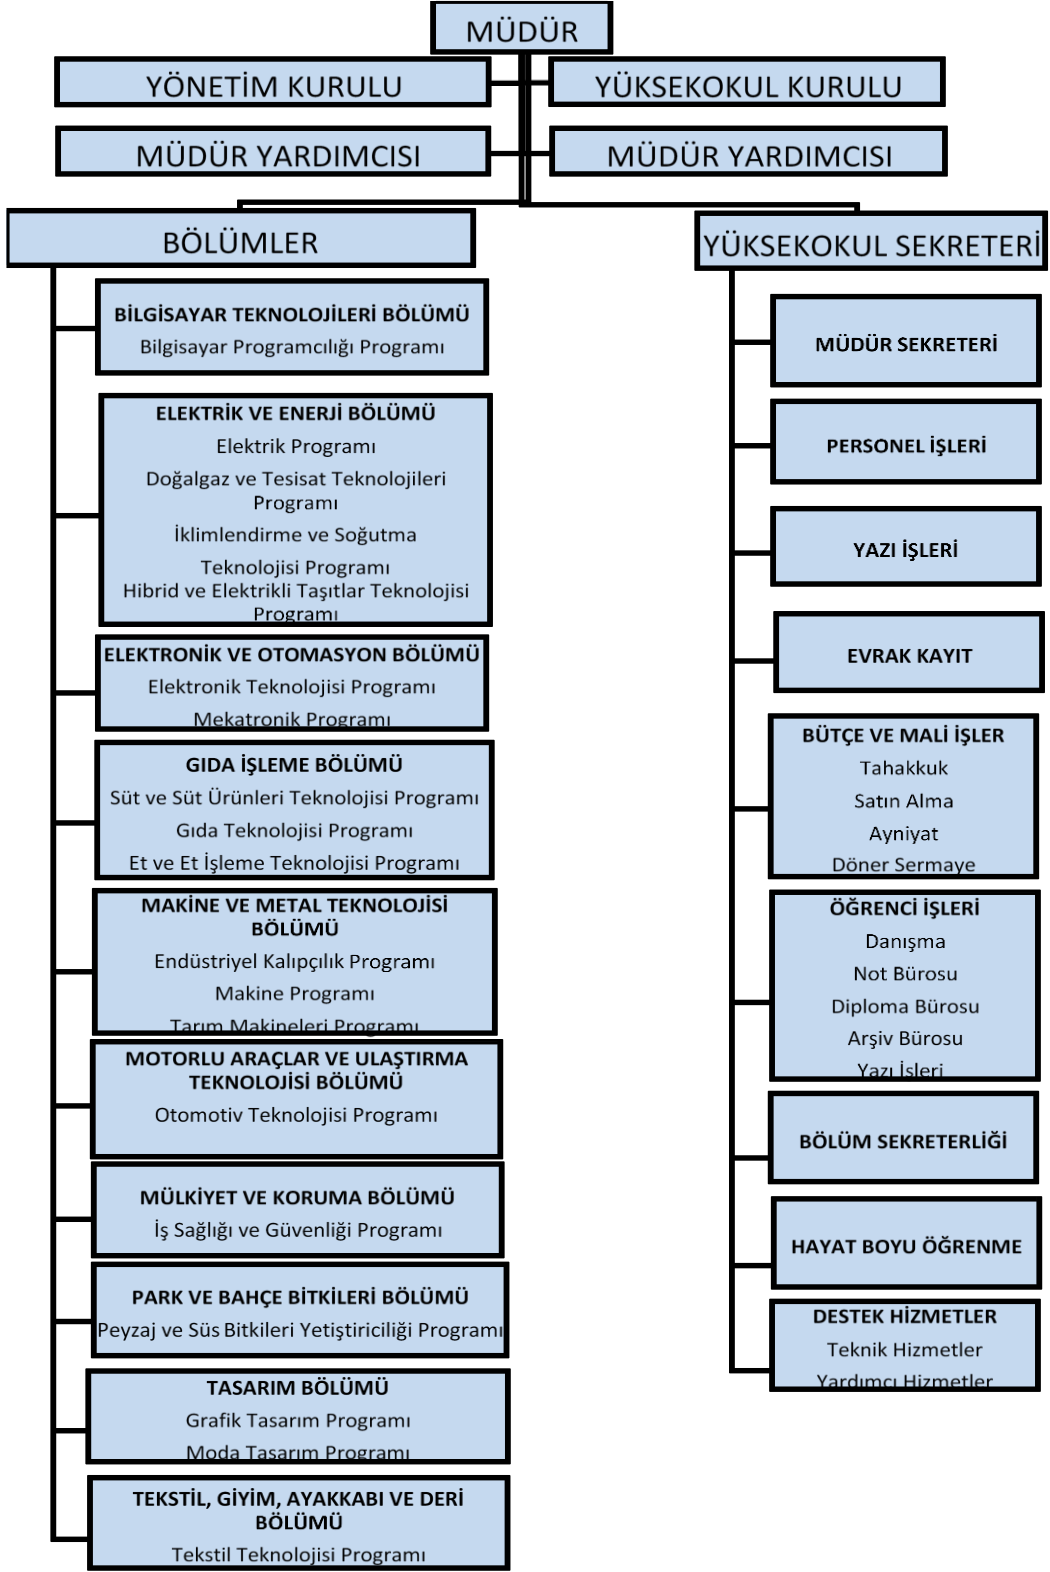 MÜDÜR
YÖNETİM KURULU
YÜKSEKOKUL KURULU
MÜDÜR YARDIMCISI
MÜDÜR YARDIMCISI
BÖLÜMLER
BİLGİSAYAR TEKNOLOJİLERİ BÖLÜMÜ
Bilgisayar Programcılığı Programı
ELEKTRİK VE ENERJİ BÖLÜMÜ
Elektrik Programı
Doğalgaz ve Tesisat Teknolojileri
Programı
İklimlendirme ve Soğutma
Teknolojisi Programı
Hibrid ve Elektrikli Taşıtlar Teknolojisi
Programı
ELEKTRONİK VE OTOMASYON BÖLÜMÜ
Elektronik Teknolojisi Programı
Mekatronik Programı
GIDA İŞLEME BÖLÜMÜ
Süt ve Süt Ürünleri Teknolojisi Programı
Gıda Teknolojisi Programı
Et ve Et İşleme Teknolojisi Programı
MAKİNE VE METAL TEKNOLOJİSİ
BÖLÜMÜ
Endüstriyel Kalıpçılık Programı
Makine Programı
Tarım Makineleri Programı
MOTORLU ARAÇLAR VE ULAŞTIRMA
TEKNOLOJİSİ BÖLÜMÜ
Otomotiv Teknolojisi Programı
MÜLKİYET VE KORUMA BÖLÜMÜ
İş Sağlığı ve Güvenliği Programı
PARK VE BAHÇE BİTKİLERİ BÖLÜMÜ
Peyzaj ve Süs Bitkileri Yetiştiriciliği Programı
TASARIM BÖLÜMÜ
Grafik Tasarım Programı
Moda Tasarım Programı
TEKSTİL, GİYİM, AYAKKABI VE DERİ
BÖLÜMÜ
Tekstil Teknolojisi Programı
YÜKSEKOKUL SEKRETERİ
MÜDÜR SEKRETERİ
PERSONEL İŞLERİ
YAZI İŞLERİ
EVRAK KAYIT
BÜTÇE VE MALİ İŞLER
Tahakkuk
Satın Alma
Ayniyat
Döner Sermaye
ÖĞRENCİ İŞLERİ
Danışma
Not Bürosu
Diploma Bürosu
Arşiv Bürosu
Yazı İşleri
BÖLÜM SEKRETERLİĞİ
HAYAT BOYU ÖĞRENME
DESTEK HİZMETLER
Teknik Hizmetler
Yardımcı Hizmetler